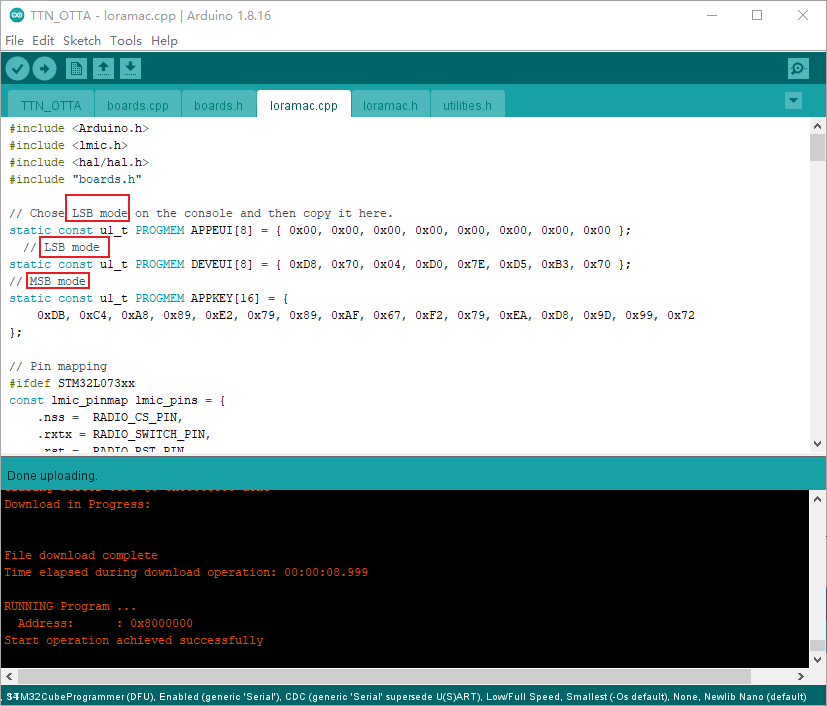 TTN_OTTA - loramac.cpp | Arduino 1.8.16
File Edit Sketch Tools Help
TTN_OTTA boards.cpp boards.h loramac.cpp loramac.h utilities.h
#include <Arduino.h>
#include <lmic.h>
#include <hal/hal.h>
#include "boards.h"
// Chose LSB mode on the console and then copy it here.
static const u1_t PROGMEM APPEUI[8] = { 0x00, 0x00, 0x00, 0x00, 0x00, 0x00, 0x00, 0x00 };
// LSB mode
static const u1_t PROGMEM DEVEUI[8] = { 0xD8, 0x70, 0x04, 0xD0, 0x7E, 0xD5, 0xB3, 0x70 };
// MSB mode
static const u1_t PROGMEM APPKEY[16] = {
0xDB, 0xC4, 0xA8, 0x89, 0xE2, 0x79, 0x89, 0xAF, 0x67, 0xF2, 0x79, 0xEA, 0xD8, 0x9D, 0x99, 0x72
};
// Pin mapping
#ifdef STM32L073xx
const lmic_pinmap lmic_pins = {
.nss = RADIO_CS_PIN,
.rxtx = RADIO_SWITCH_PIN,
.rst = RADIO_RST_PIN
Done uploading.
Download in Progress:
File download complete
Time elapsed during download operation: 00:00:08.999
RUNNING Program ...
Address: : 0x8000000
Start operation achieved successfully
STM32CubeProgrammer (DFU), Enabled (generic 'Serial'), CDC (generic 'Serial' supersede U(S)ART), Low/Full Speed, Smallest (-Os default), None, Newlib Nano (default)